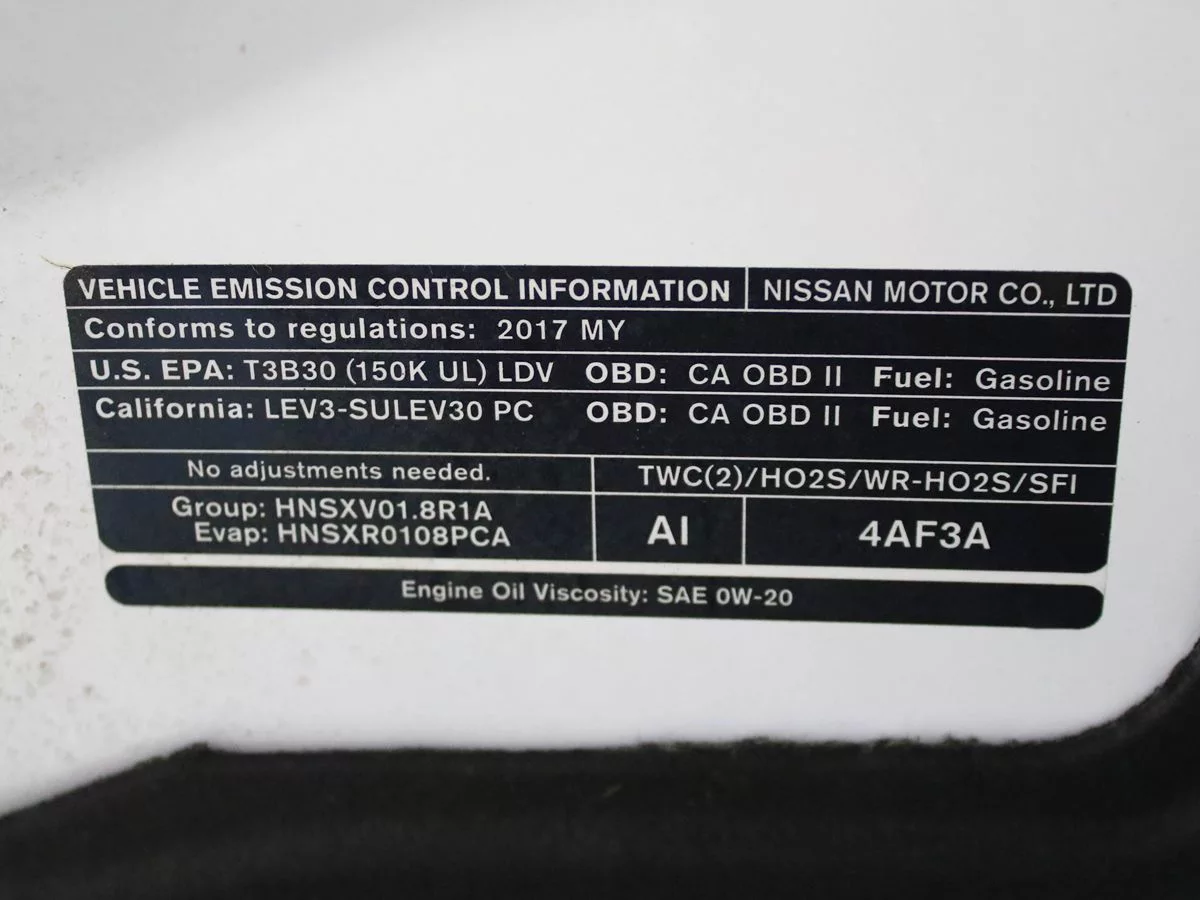 VEHICLE EMISSION CONTROL INFORMATION NISSAN MOTOR CO., LTD
Conforms to regulations: 2017 MY
U.S. EPA: T3B30 (150K UL) LDV OBD: CA OBD II Fuel: Gasoline
California: LEV3-SULEV30 PC OBD: CA OBD II Fuel: Gasoline
No adjustments needed. TWC(2)/HO2S/WR-HO2S/SFI
Group: HNSXV01.8R1A
Evap: HNSXR0108PCA
AI 4AF3A
Engine Oil Viscosity: SAE 0W-20